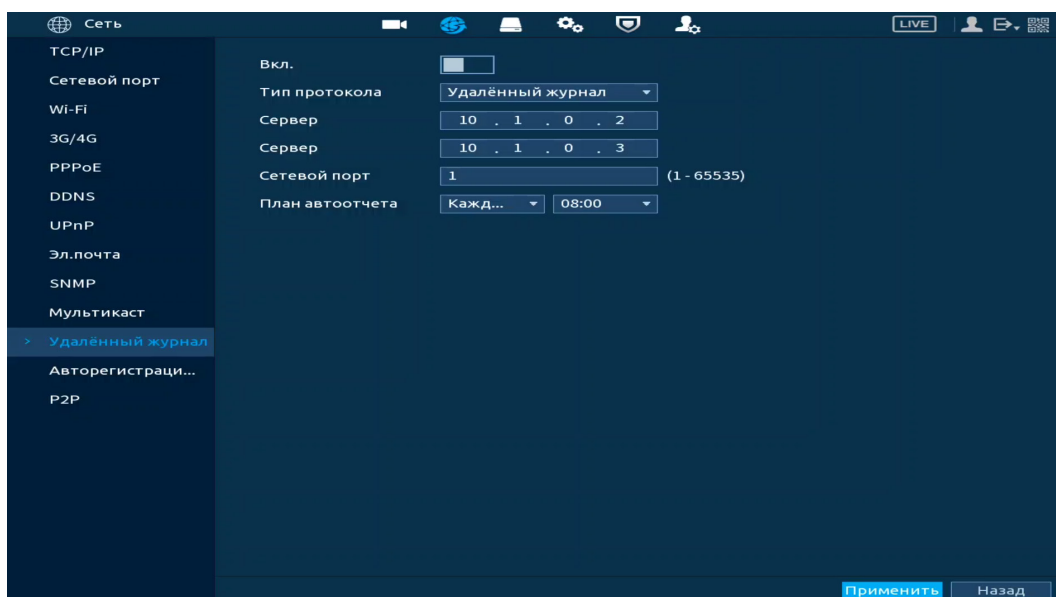 Сеть LIVE
TCP/IP
Сетевой порт
Wi-Fi
3G/4G
PPPoE
DDNS
UPnP
Эл.почта
SNMP
Мультикаст
> Удалённый журнал
Авторегистраци...
P2P
Вкл.
Тип протокола Удалённый журнал
Сервер 10 . 1 . 0 . 2
Сервер 10 . 1 . 0 . 3
Сетевой порт 1 (1 - 65535)
План автоотчета Кажд... 08:00
Применить Назад